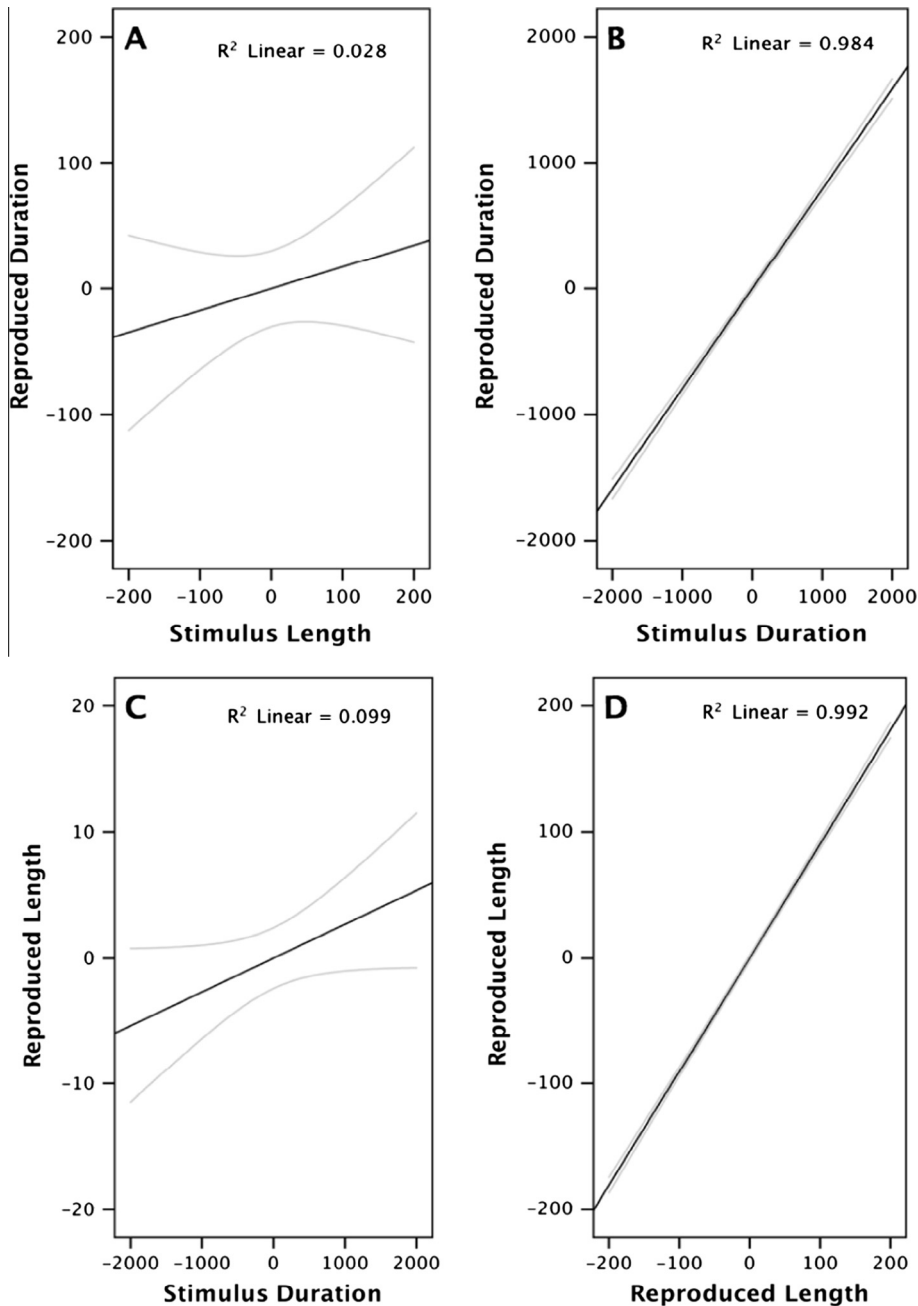 A
R² Linear = 0.028
200
100
0
-100
-200
Reproduced Duration
-200 -100 0 100 200
Stimulus Length
B
R² Linear = 0.984
2000
1000
0
-1000
-2000
Reproduced Duration
-2000 -1000 0 1000 2000
Stimulus Duration
C
R² Linear = 0.099
20
10
0
-10
-20
Reproduced Length
-2000 -1000 0 1000 2000
Stimulus Duration
D
R² Linear = 0.992
200
100
0
-100
-200
Reproduced Length
-200 -100 0 100 200
Reproduced Length